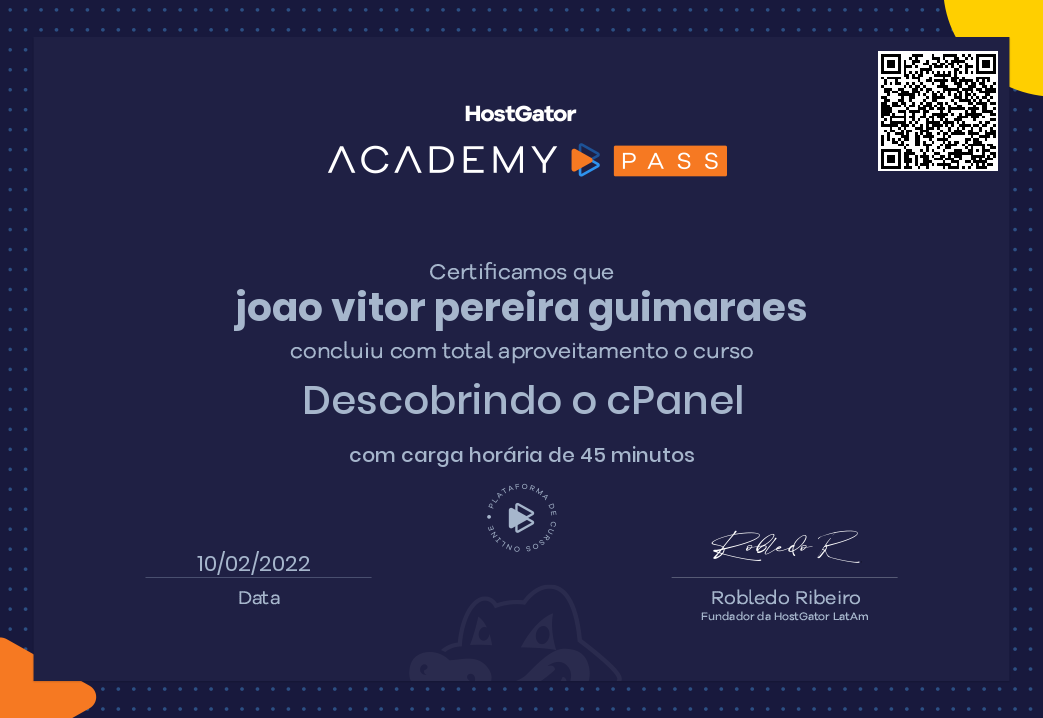 HostGator
ACADEMY PASS
Certificamos que
joao vitor pereira guimaraes
concluiu com total aproveitamento o curso
Descobrindo o cPanel
com carga horária de 45 minutos
PLATAFORMA DE CURSOS ONLINE
10/02/2022
Data
Robledo R
Robledo Ribeiro
Fundador da HostGator LatAm